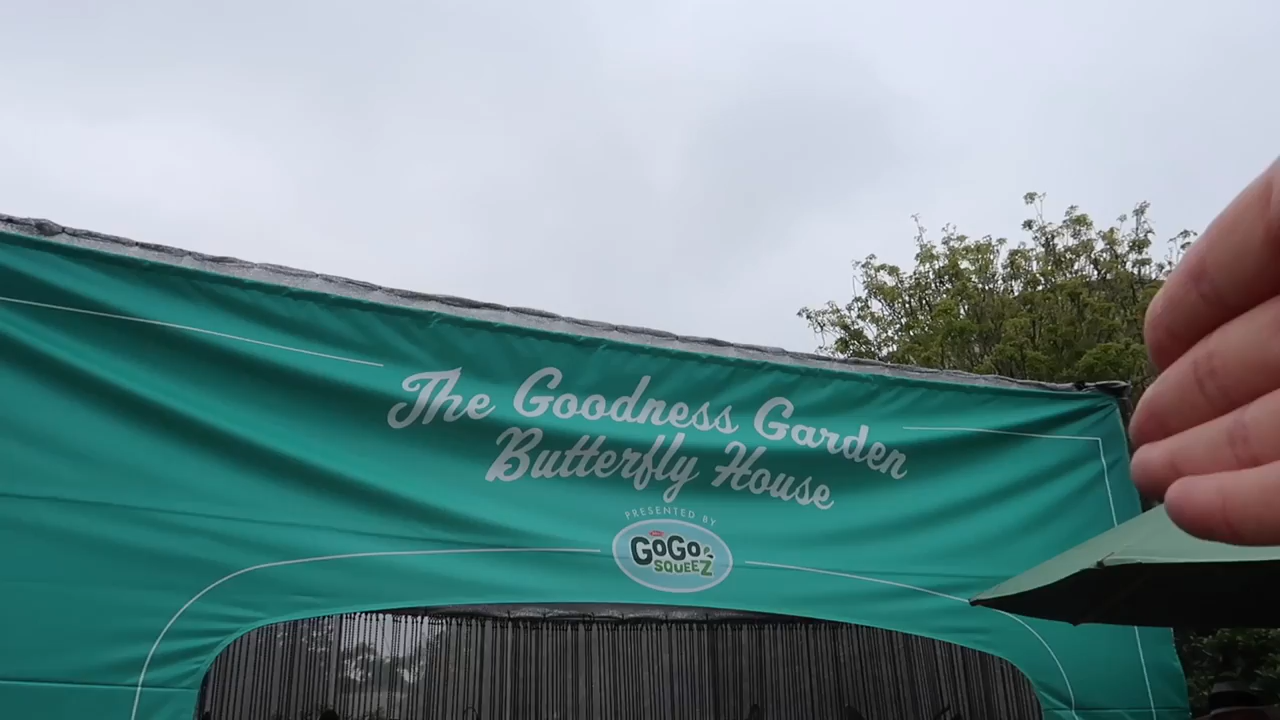 The Goodness Garden
Butterfly House
PRESENTED BY
GoGo
SQUEEZ